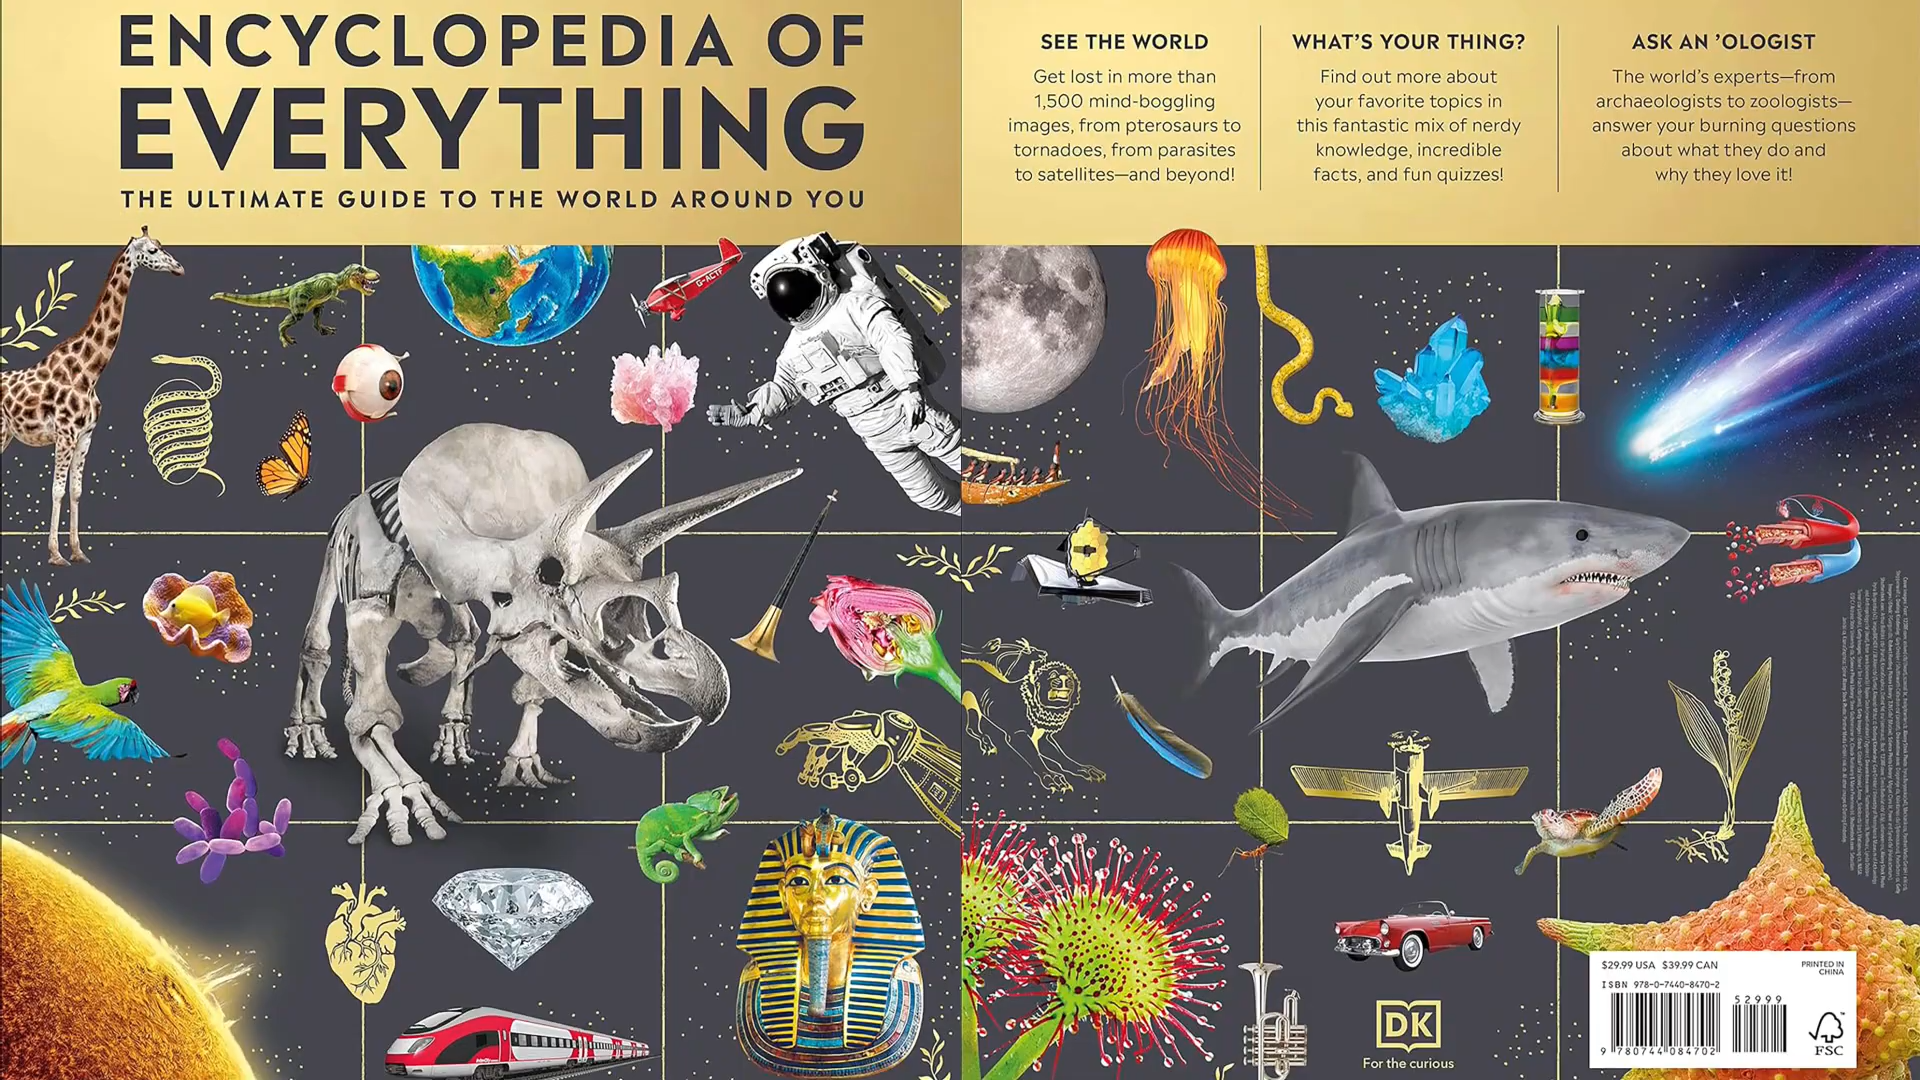 ENCYCLOPEDIA OF
EVERYTHING
THE ULTIMATE GUIDE TO THE WORLD AROUND YOU
G-ACTF
SEE THE WORLD
Get lost in more than
1,500 mind-boggling
images, from pterosaurs to
tornadoes, from parasites
to satellites—and beyond!
WHAT'S YOUR THING?
Find out more about
your favorite topics in
this fantastic mix of nerdy
knowledge, incredible
facts, and fun quizzes!
ASK AN 'OLOGIST
The world's experts—from
archaeologists to zoologists—
answer your burning questions
about what they do and
why they love it!
DK
For the curious
$29.99 USA $39.99 CAN
PRINTED IN
CHINA
ISBN 978-0-7440-8470-2
52999
9 780744 084702
FSC